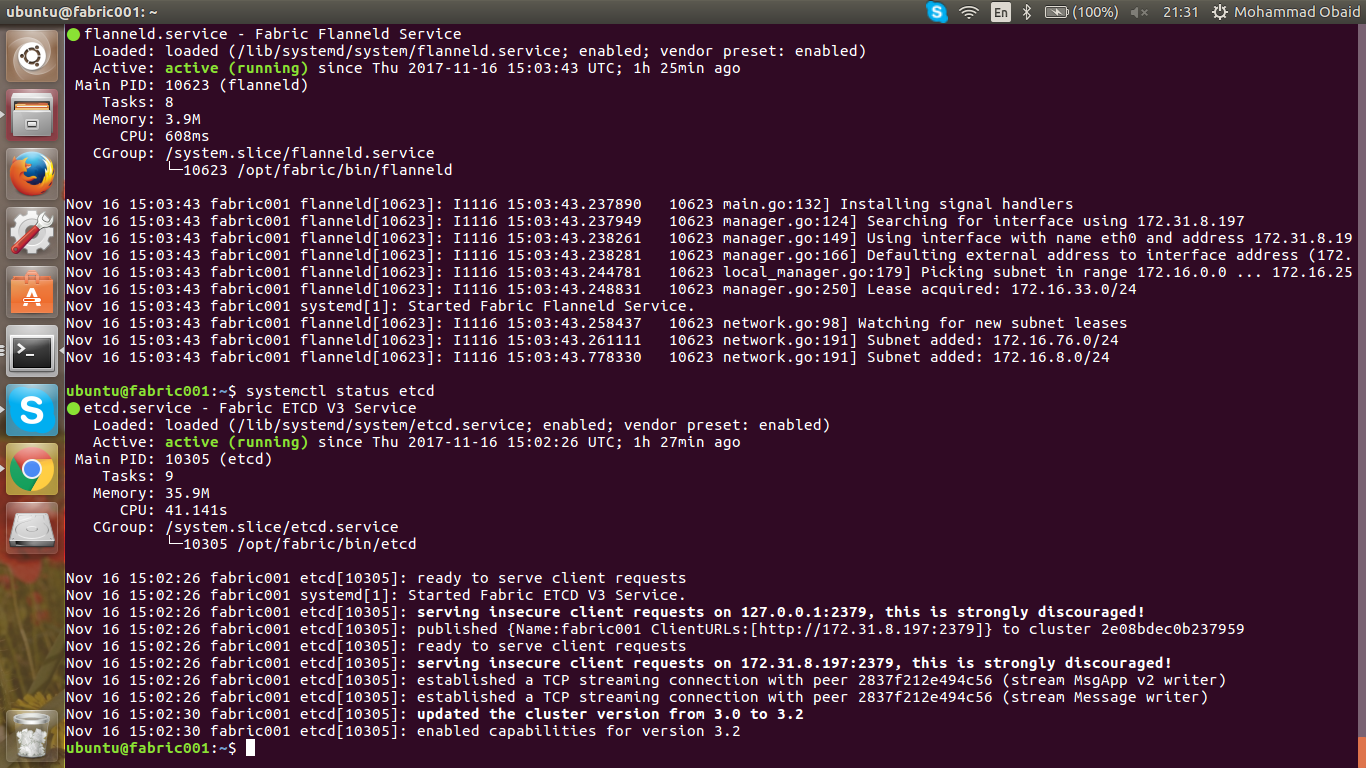 ubuntu@fabric001: ~
En
(100%)
21:31
Mohammad Obaid
flanneld.service - Fabric Flanneld Service
Loaded: loaded (/lib/systemd/system/flanneld.service; enabled; vendor preset: enabled)
Active: active (running) since Thu 2017-11-16 15:03:43 UTC; 1h 25min ago
Main PID: 10623 (flanneld)
Tasks: 8
Memory: 3.9M
CPU: 608ms
CGroup: /system.slice/flanneld.service
└─10623 /opt/fabric/bin/flanneld
Nov 16 15:03:43 fabric001 flanneld[10623]: I1116 15:03:43.237890   10623 main.go:132] Installing signal handlers
Nov 16 15:03:43 fabric001 flanneld[10623]: I1116 15:03:43.237949   10623 manager.go:124] Searching for interface using 172.31.8.197
Nov 16 15:03:43 fabric001 flanneld[10623]: I1116 15:03:43.238261   10623 manager.go:149] Using interface with name eth0 and address 172.31.8.19
Nov 16 15:03:43 fabric001 flanneld[10623]: I1116 15:03:43.238281   10623 manager.go:166] Defaulting external address to interface address (172.
Nov 16 15:03:43 fabric001 flanneld[10623]: I1116 15:03:43.244781   10623 local_manager.go:179] Picking subnet in range 172.16.0.0 ... 172.16.25
Nov 16 15:03:43 fabric001 flanneld[10623]: I1116 15:03:43.248831   10623 manager.go:250] Lease acquired: 172.16.33.0/24
Nov 16 15:03:43 fabric001 systemd[1]: Started Fabric Flanneld Service.
Nov 16 15:03:43 fabric001 flanneld[10623]: I1116 15:03:43.258437   10623 network.go:98] Watching for new subnet leases
Nov 16 15:03:43 fabric001 flanneld[10623]: I1116 15:03:43.261111   10623 network.go:191] Subnet added: 172.16.76.0/24
Nov 16 15:03:43 fabric001 flanneld[10623]: I1116 15:03:43.778330   10623 network.go:191] Subnet added: 172.16.8.0/24
ubuntu@fabric001:~$ systemctl status etcd
etcd.service - Fabric ETCD V3 Service
Loaded: loaded (/lib/systemd/system/etcd.service; enabled; vendor preset: enabled)
Active: active (running) since Thu 2017-11-16 15:02:26 UTC; 1h 27min ago
Main PID: 10305 (etcd)
Tasks: 9
Memory: 35.9M
CPU: 41.141s
CGroup: /system.slice/etcd.service
└─10305 /opt/fabric/bin/etcd
Nov 16 15:02:26 fabric001 etcd[10305]: ready to serve client requests
Nov 16 15:02:26 fabric001 systemd[1]: Started Fabric ETCD V3 Service.
Nov 16 15:02:26 fabric001 etcd[10305]: serving insecure client requests on 127.0.0.1:2379, this is strongly discouraged!
Nov 16 15:02:26 fabric001 etcd[10305]: published {Name:fabric001 ClientURLs:[http://172.31.8.197:2379]} to cluster 2e08bdec0b237959
Nov 16 15:02:26 fabric001 etcd[10305]: ready to serve client requests
Nov 16 15:02:26 fabric001 etcd[10305]: serving insecure client requests on 172.31.8.197:2379, this is strongly discouraged!
Nov 16 15:02:26 fabric001 etcd[10305]: established a TCP streaming connection with peer 2837f212e494c56 (stream MsgApp v2 writer)
Nov 16 15:02:26 fabric001 etcd[10305]: established a TCP streaming connection with peer 2837f212e494c56 (stream Message writer)
Nov 16 15:02:30 fabric001 etcd[10305]: updated the cluster version from 3.0 to 3.2
Nov 16 15:02:30 fabric001 etcd[10305]: enabled capabilities for version 3.2
ubuntu@fabric001:~$